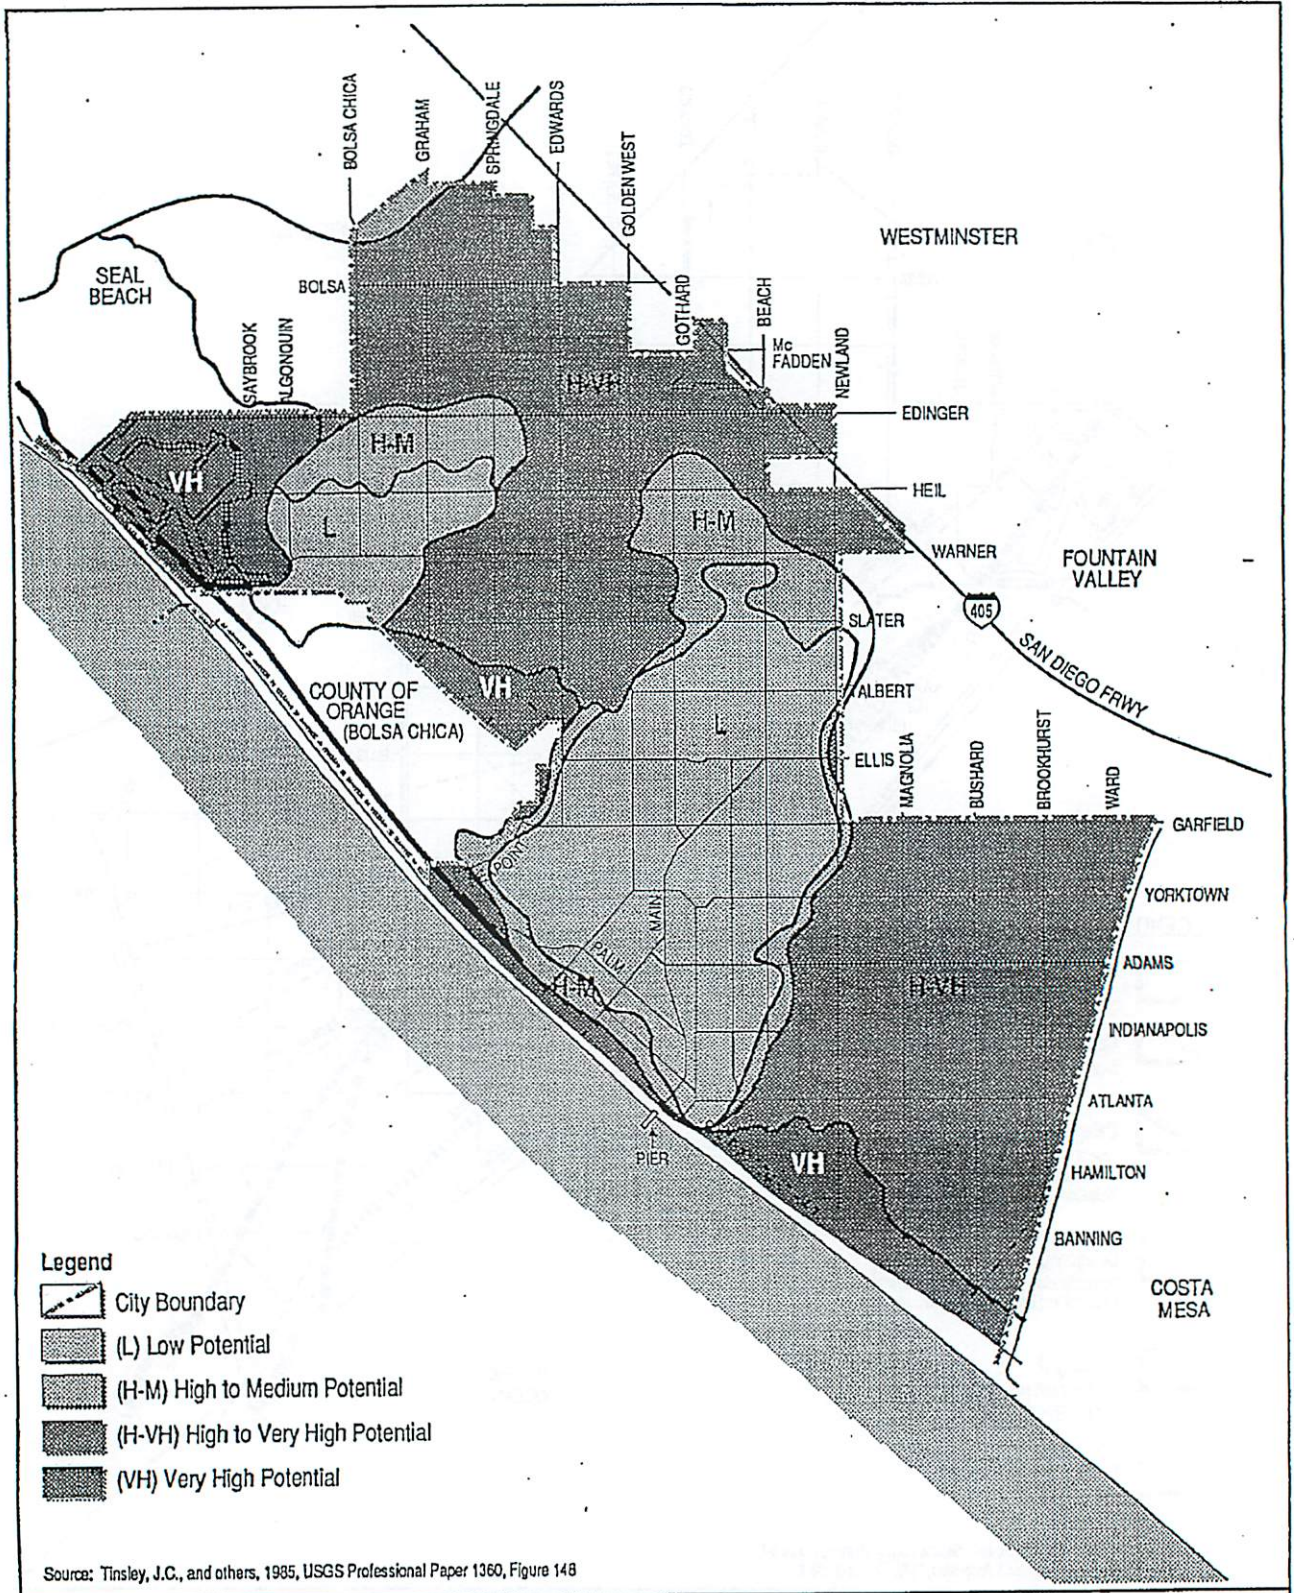 BOLSA CHICA
GRAHAM
SPRINGDALE
EDWARDS
GOLDEN WEST
WESTMINSTER
SEAL
BEACH
BOLSA
GOTHARD
BEACH
Mc
FADDEN
NEWLAND
SAYBROOK
ALGONQUIN
H-VH
EDINGER
H-M
VH
HEIL
L
H-M
WARNER
FOUNTAIN
VALLEY
405
SLATER
SAN DIEGO FRWY
VH
TALBERT
COUNTY OF
ORANGE
(BOLSA CHICA)
L
ELLIS
MAGNOLIA
BUSHARD
BROOKHURST
WARD
GARFIELD
POINT
YORKTOWN
MAIN
PALM
ADAMS
H-M
H-VH
INDIANAPOLIS
ATLANTA
PIER
VH
HAMILTON
BANNING
COSTA
MESA
Legend
City Boundary
(L) Low Potential
(H-M) High to Medium Potential
(H-VH) High to Very High Potential
(VH) Very High Potential
Source: Tinsley, J.C., and others, 1985, USGS Professional Paper 1360, Figure 148